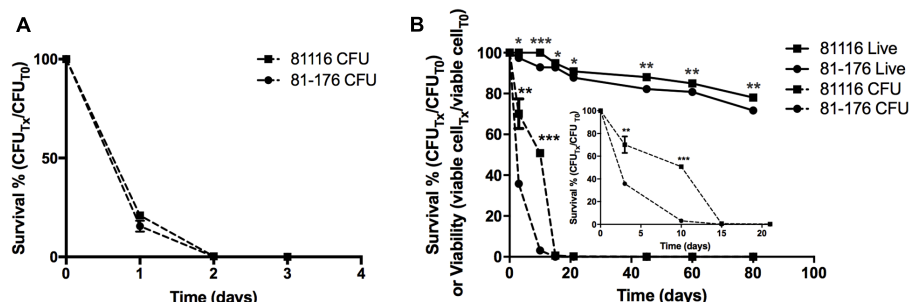 A
81116 CFU
81-176 CFU
Survival % (CFUTx/CFUT0)
100
50
0
0 1 2 3 4
Time (days)
B
* *** * * ** ** **
81116 Live
81-176 Live
81116 CFU
81-176 CFU
Survival % (CFUTx/CFUT0)
or Viability (viable cellTx/viable cellT0)
100
80
60
40
20
0
**
***
0 20 40 60 80 100
Time (days)
Survival % (CFUTx/CFUT0)
100
80
60
40
20
0
**
***
0 5 10 15 20
Time (days)